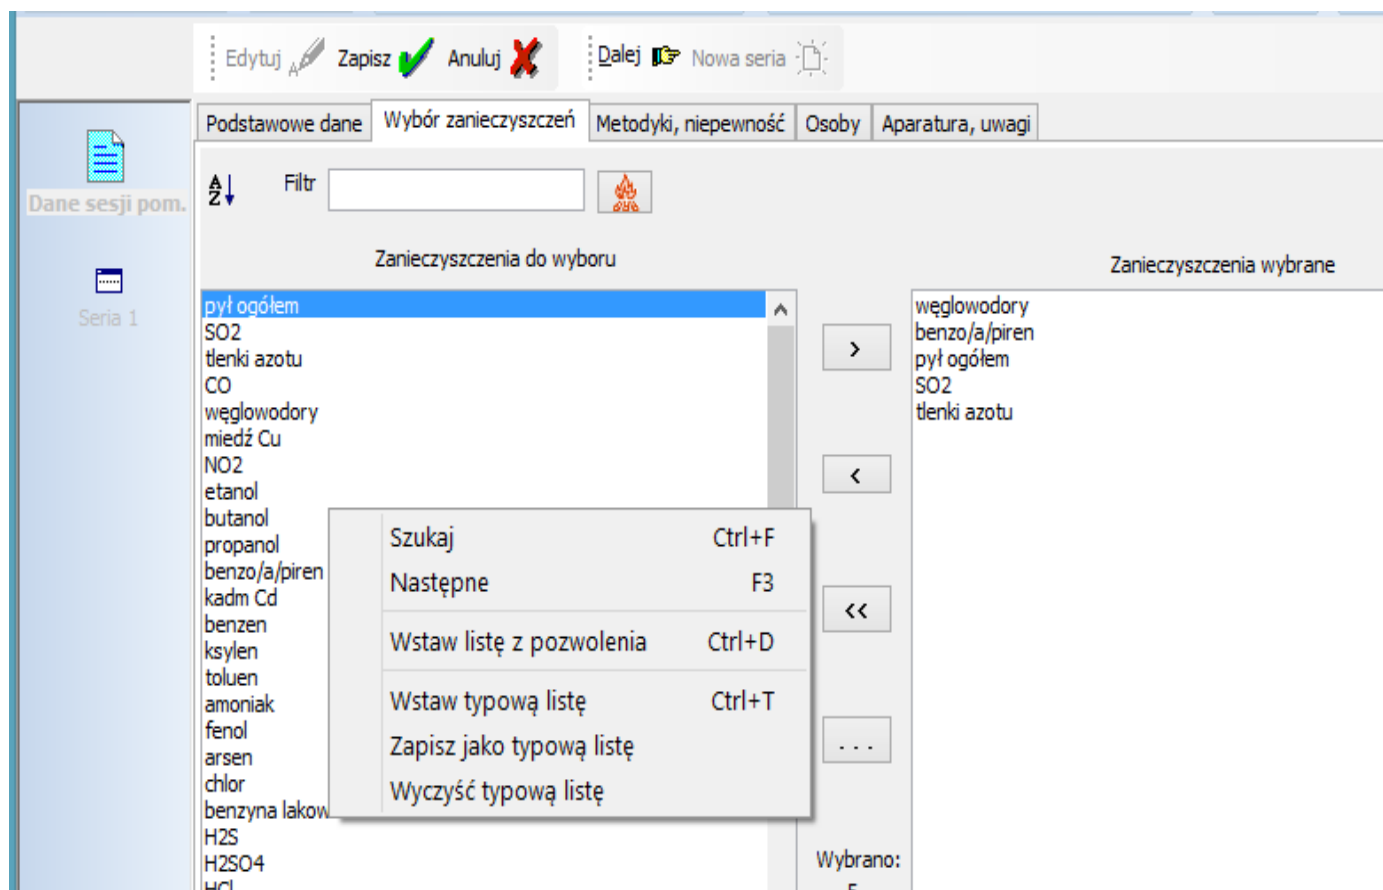 Edytuj Zapisz Anuluj Dalej Nowa seria
Podstawowe dane Wybór zanieczyszczeń Metodyki, niepewność Osoby Aparatura, uwagi
Dane sesji pom.
Seria 1
A
Z
Filtr
Zanieczyszczenia do wyboru
pył ogółem
SO2
tlenki azotu
CO
węglowodory
miedź Cu
NO2
etanol
butanol
propanol
benzo/a/piren
kadm Cd
benzen
ksylen
toluen
amoniak
fenol
arsen
chlor
benzyna lakow
H2S
H2SO4
HCl
Szukaj Ctrl+F
Następne F3
Wstaw listę z pozwolenia Ctrl+D
Wstaw typową listę Ctrl+T
Zapisz jako typową listę
Wyczyść typową listę
>
<
<<
...
Wybrano:
5
Zanieczyszczenia wybrane
węglowodory
benzo/a/piren
pył ogółem
SO2
tlenki azotu